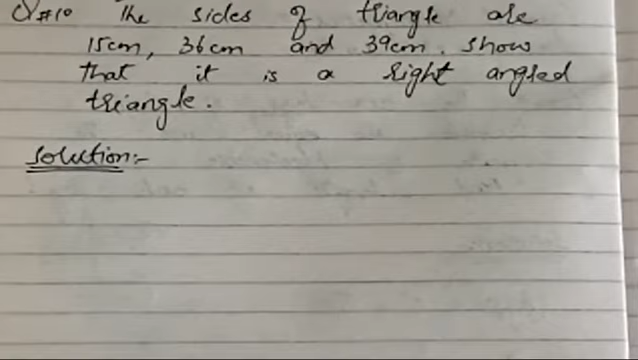 Q#10 The sides of triangle are
15cm, 36cm and 39cm. show
that it is a right angled
triangle.
Solution:-